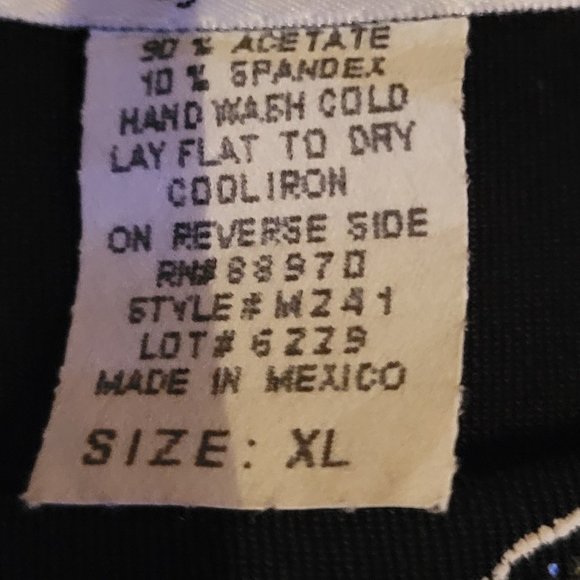 90 % ACETATE
10 % SPANDEX
HAND WASH COLD
LAY FLAT TO DRY
COOL IRON
ON REVERSE SIDE
RN# 88970
STYLE# M241
LOT# 6229
MADE IN MEXICO
SIZE: XL